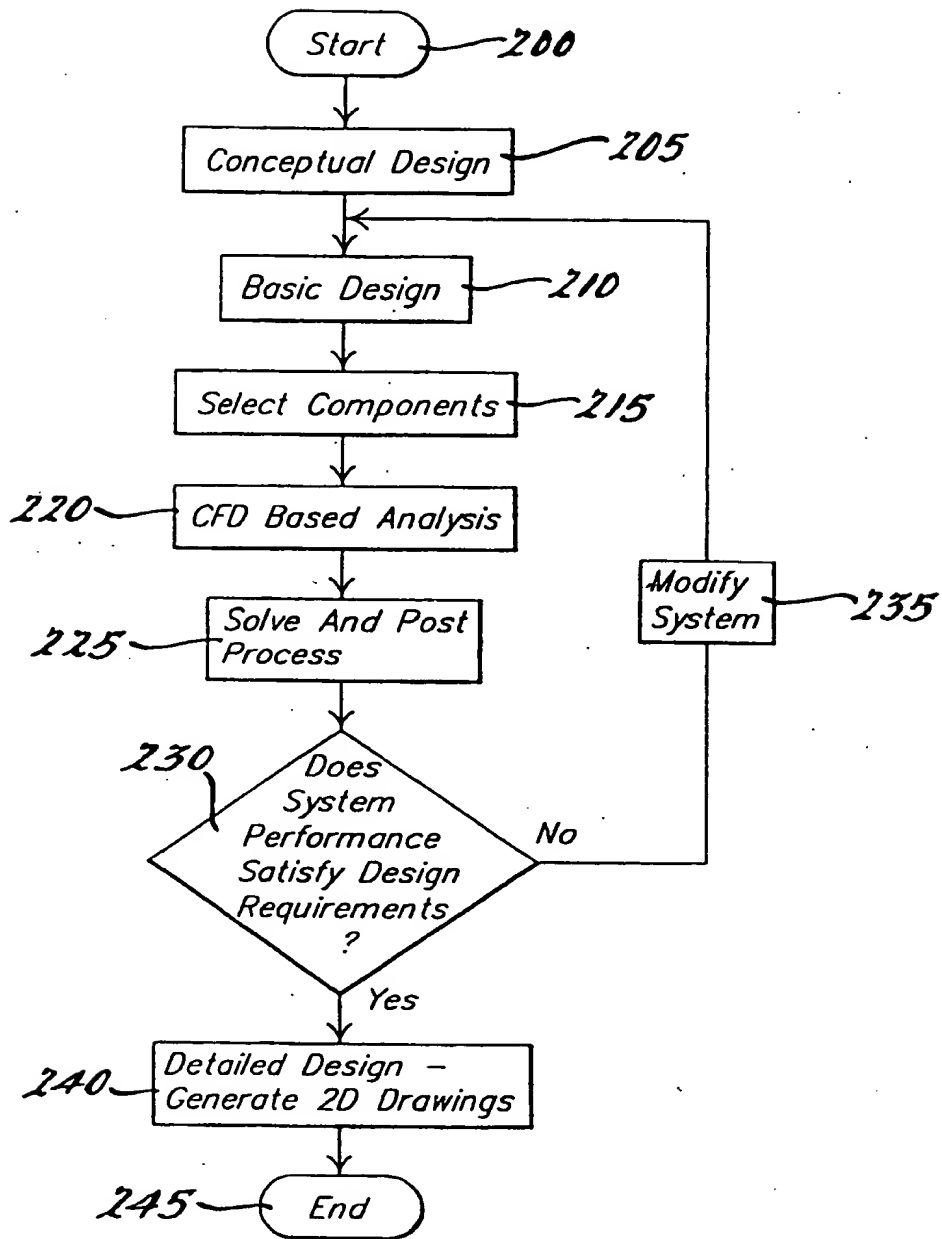 Start
200
Conceptual Design
205
Basic Design
210
Select Components
215
220
CFD Based Analysis
Modify
System
235
225
Solve And Post
Process
230
Does
System
Performance
Satisfy Design
Requirements
?
No
Yes
240
Detailed Design –
Generate 2D Drawings
245
End